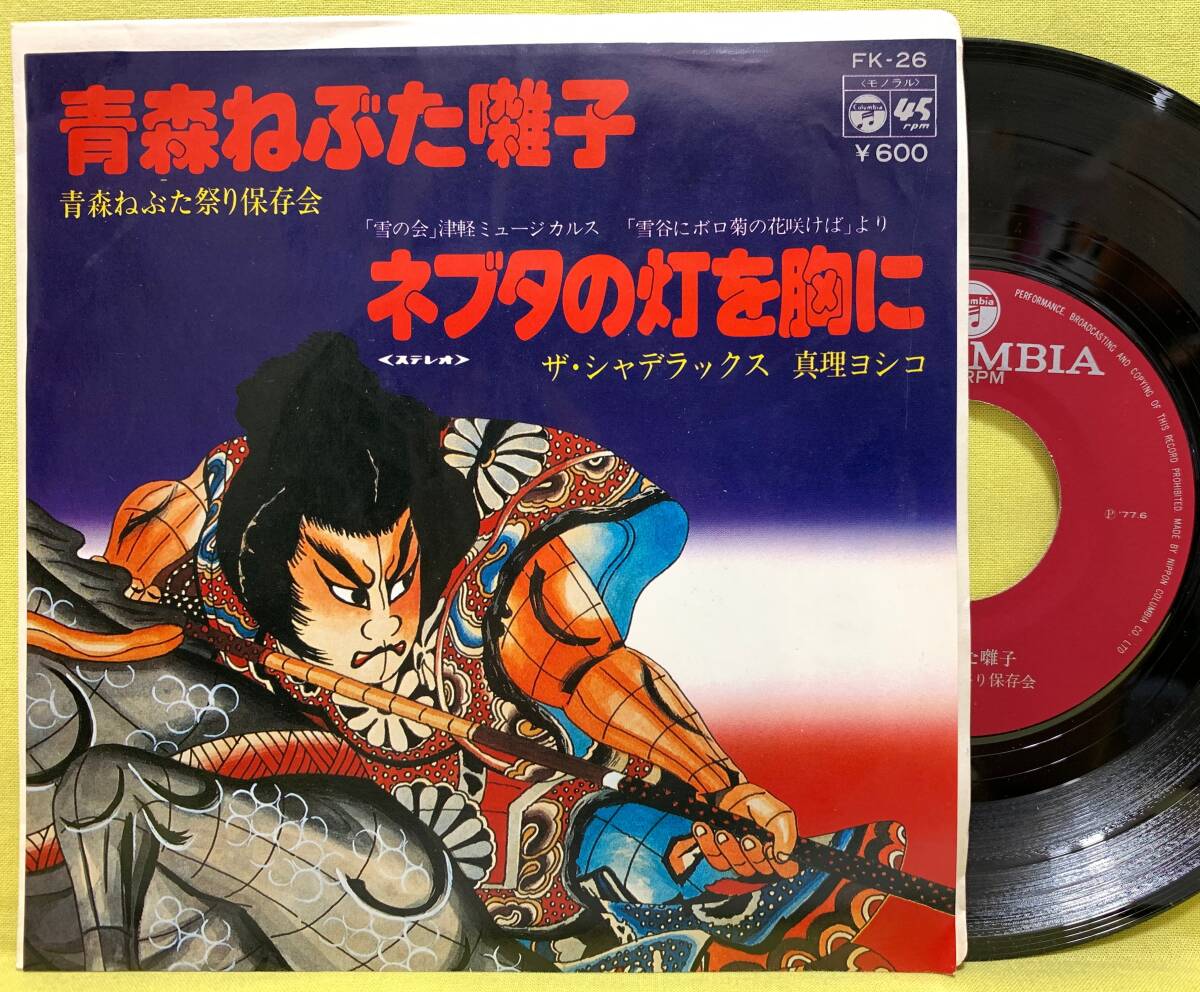 FK-26
〈モノラル〉
Columbia
45
rpm
¥600
青森ねぶた囃子
青森ねぶた祭り保存会
「雪の会」津軽ミュージカルス 「雪谷にボロ菊の花咲けば」より
ネブタの灯を胸に
〈ステレオ〉
ザ・シャデラックス 真理ヨシコ
mbia
UMBIA
RPM
PERFORMANCE, BROADCASTING AND COPYING OF THIS RECORD PROHIBITED. MADE BY NIPPON COLUMBIA CO., LTD
Ⓟ '77.6
た囃子
り保存会